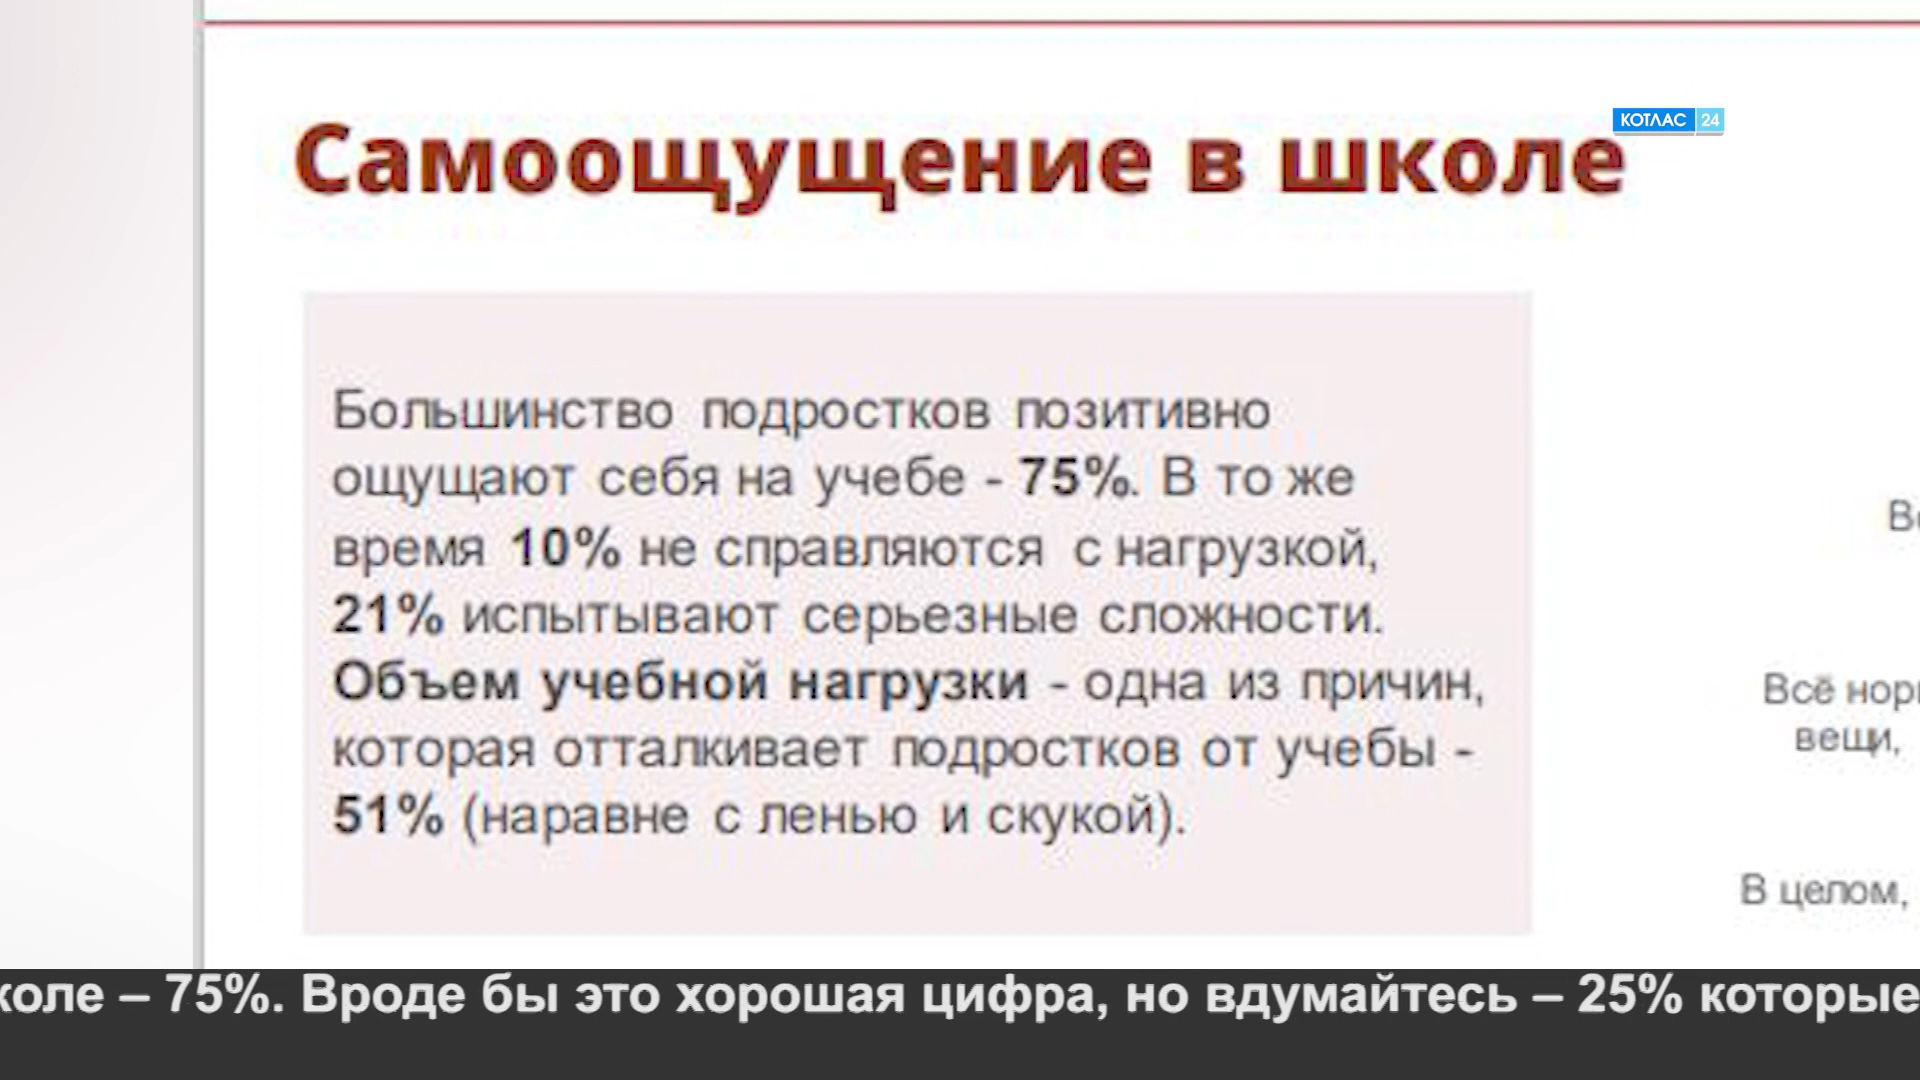 КОТЛАС 24
Самоощущение в школе
Большинство подростков позитивно
ощущают себя на учебе - 75%. В то же
время 10% не справляются с нагрузкой,
21% испытывают серьезные сложности.
Объем учебной нагрузки - одна из причин,
которая отталкивает подростков от учебы -
51% (наравне с ленью и скукой).
Всё
вещи,
В целом,
– 75%. Вроде бы это хорошая цифра, но вдумайтесь – 25% которые